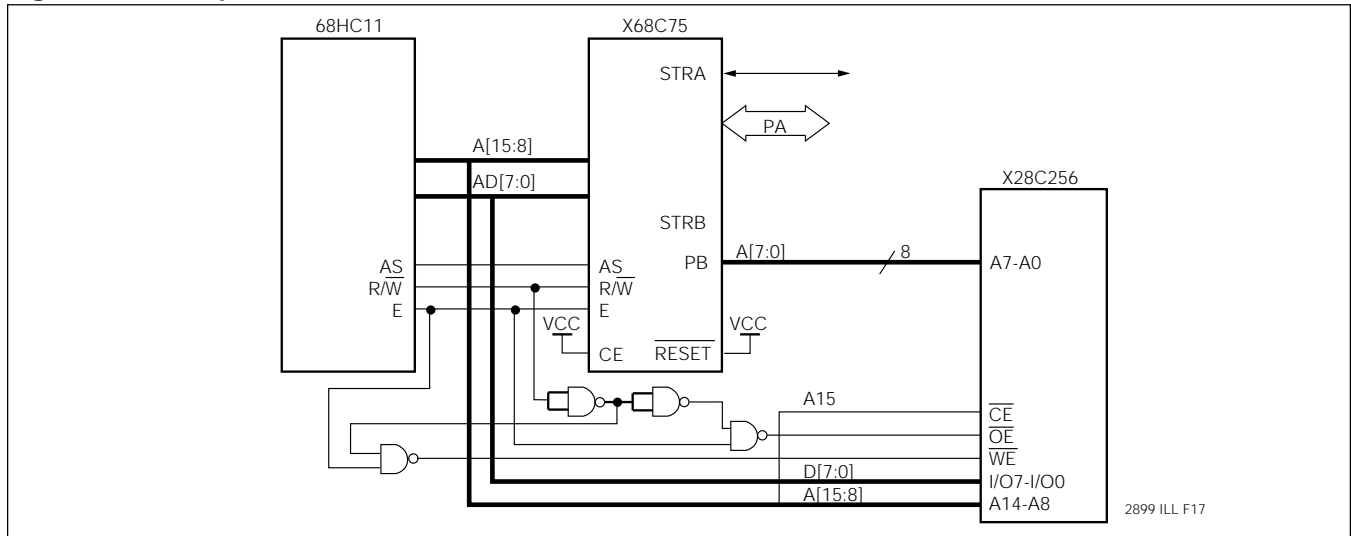 68HC11
X68C75
STRA
PA
A[15:8]
AD[7:0]
X28C256
STRB
A[7:0]
8
PB
A7-A0
AS
AS
R/W
R/W
E
E
VCC
VCC
CE
RESET
A15
CE
OE
WE
D[7:0]
I/O7-I/O0
A[15:8]
A14-A8
2899 ILL F17